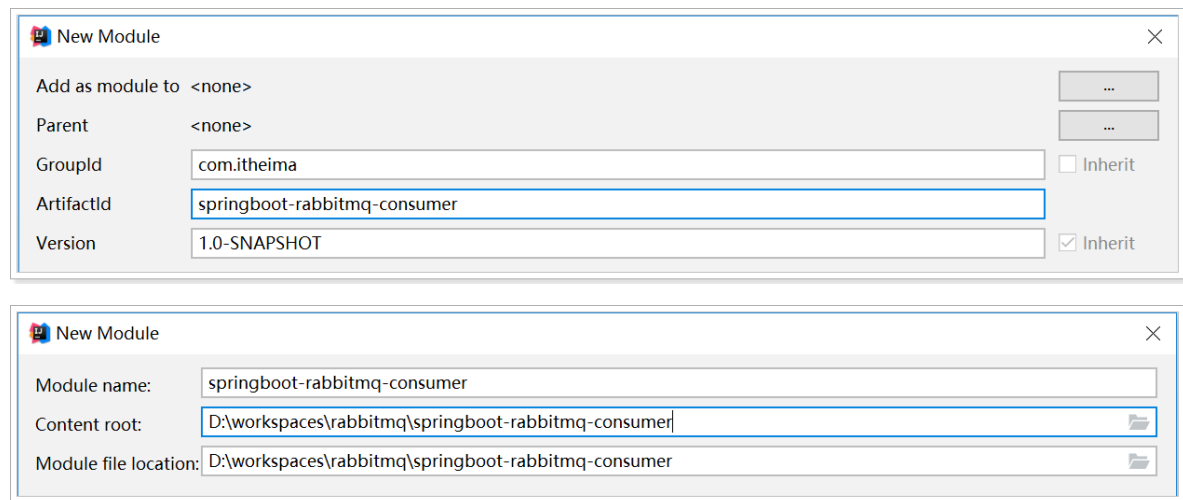 New Module
Add as module to <none>
...
Parent <none>
...
GroupId com.itheima Inherit
ArtifactId springboot-rabbitmq-consumer
Version 1.0-SNAPSHOT Inherit
New Module
Module name: springboot-rabbitmq-consumer
Content root: D:\workspaces\rabbitmq\springboot-rabbitmq-consumer
Module file location: D:\workspaces\rabbitmq\springboot-rabbitmq-consumer